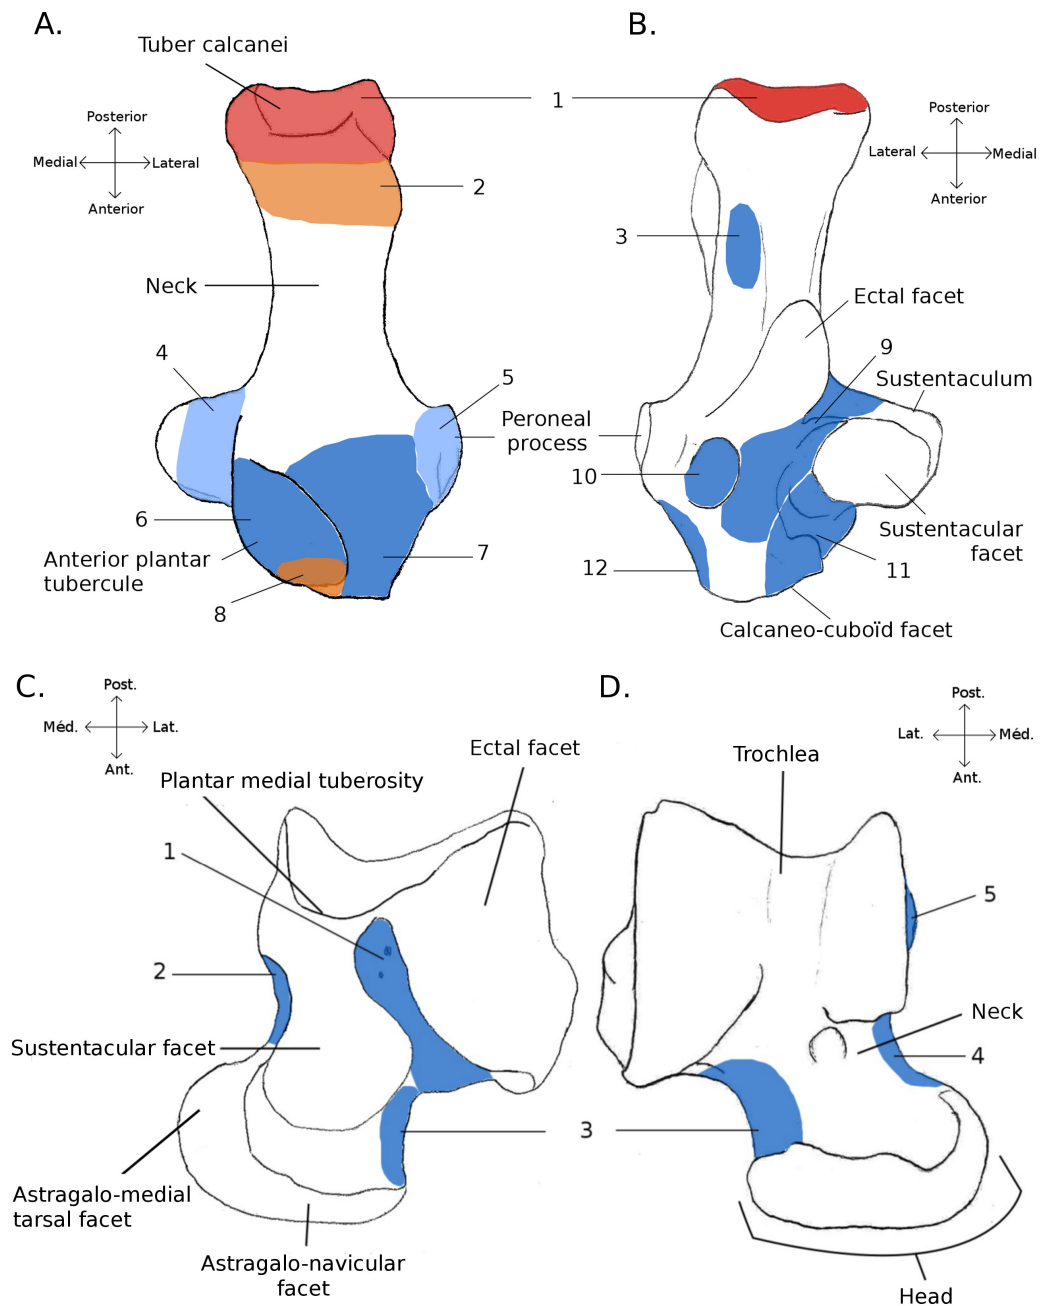 A.
Tuber calcanei
Posterior
Medial
Lateral
Anterior
1
2
Neck
4
5
Peroneal
process
6
Anterior plantar
tubercule
7
8
B.
Posterior
Lateral
Medial
Anterior
3
Ectal facet
9
Sustentaculum
10
Sustentacular
facet
11
12
Calcaneo-cuboïd facet
C.
Post.
Méd.
Lat.
Ant.
Ectal facet
Plantar medial tuberosity
1
2
Sustentacular facet
3
Astragalo-medial
tarsal facet
Astragalo-navicular
facet
D.
Post.
Lat.
Méd.
Ant.
Trochlea
5
Neck
4
Head